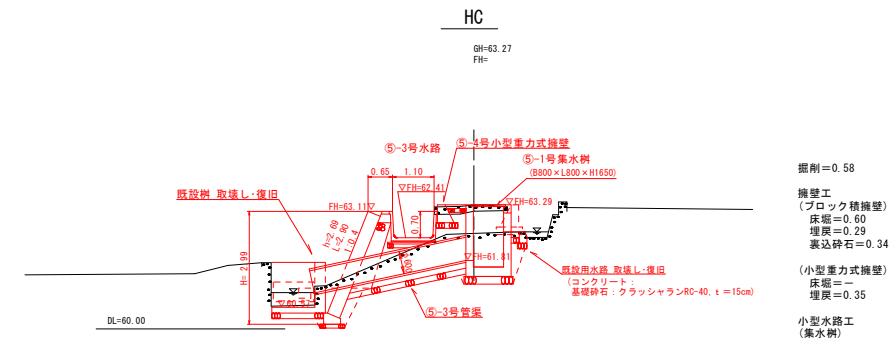 HC
GH=63.27
FH=
⑤-3号水路
⑤-4号小型重力式擁壁
⑤-1号集水桝
(B800×L800×H1650)
0.65
1.10
▽FH=62.41
既設桝 取壊し・復旧
FH=63.11▽
▽FH=63.29
0.70
h=2.69
L=2.90
1:0.4
H= 2.99
▽FH=61.81
既設用水路 取壊し・復旧
(コンクリート :
基礎砕石 : クラッシャランRC-40, t =15cm)
⑤-3号管渠
DL=60.00
掘削=0.58
擁壁工
(ブロック積擁壁)
床堀=0.60
埋戻=0.29
裏込砕石=0.34
(小型重力式擁壁)
床堀=－
埋戻=0.35
小型水路工
(集水桝)